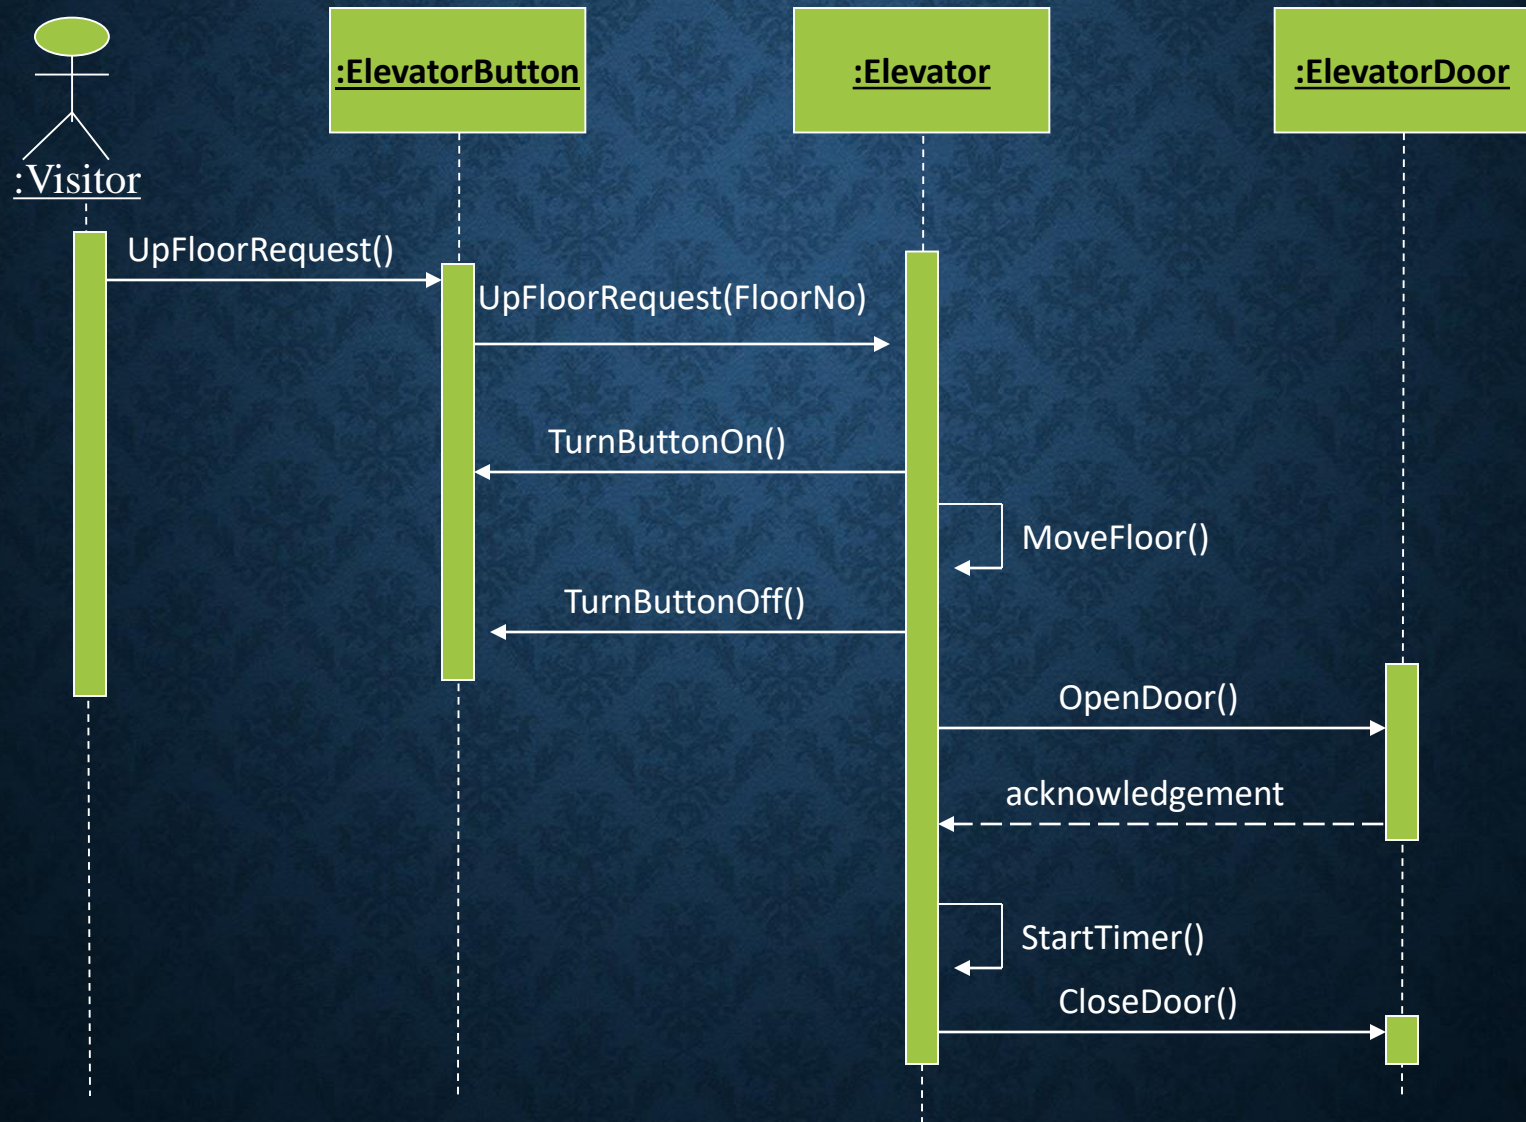 :ElevatorButton
:Elevator
:ElevatorDoor
:Visitor
UpFloorRequest()
UpFloorRequest(FloorNo)
TurnButtonOn()
MoveFloor()
TurnButtonOff()
OpenDoor()
acknowledgement
StartTimer()
CloseDoor()